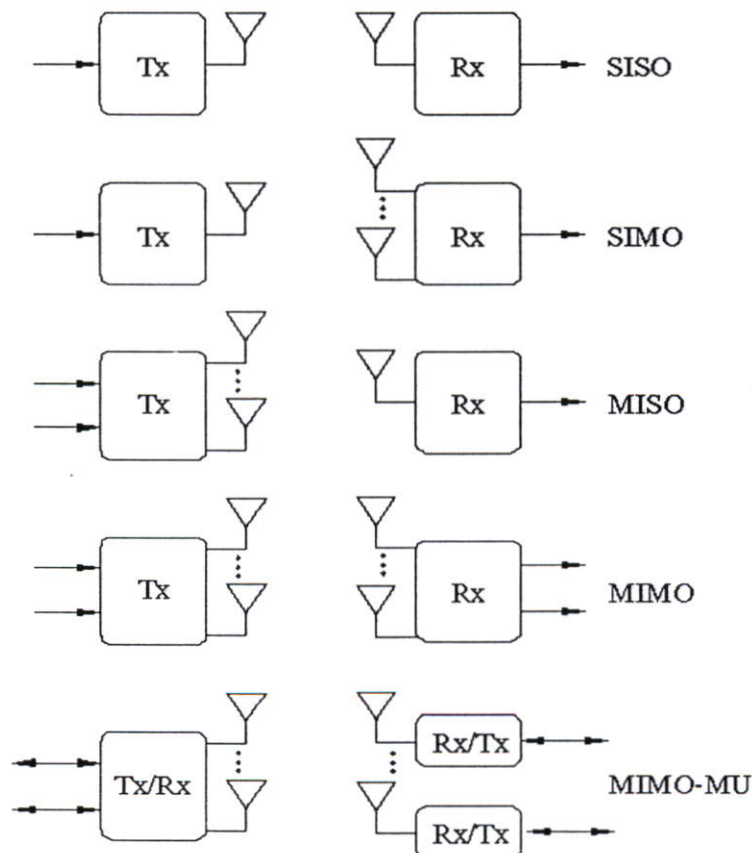 Tx Rx SISO
Tx Rx SIMO
Tx Rx MISO
Tx Rx MIMO
Tx/Rx Rx/Tx MIMO-MU
Rx/Tx